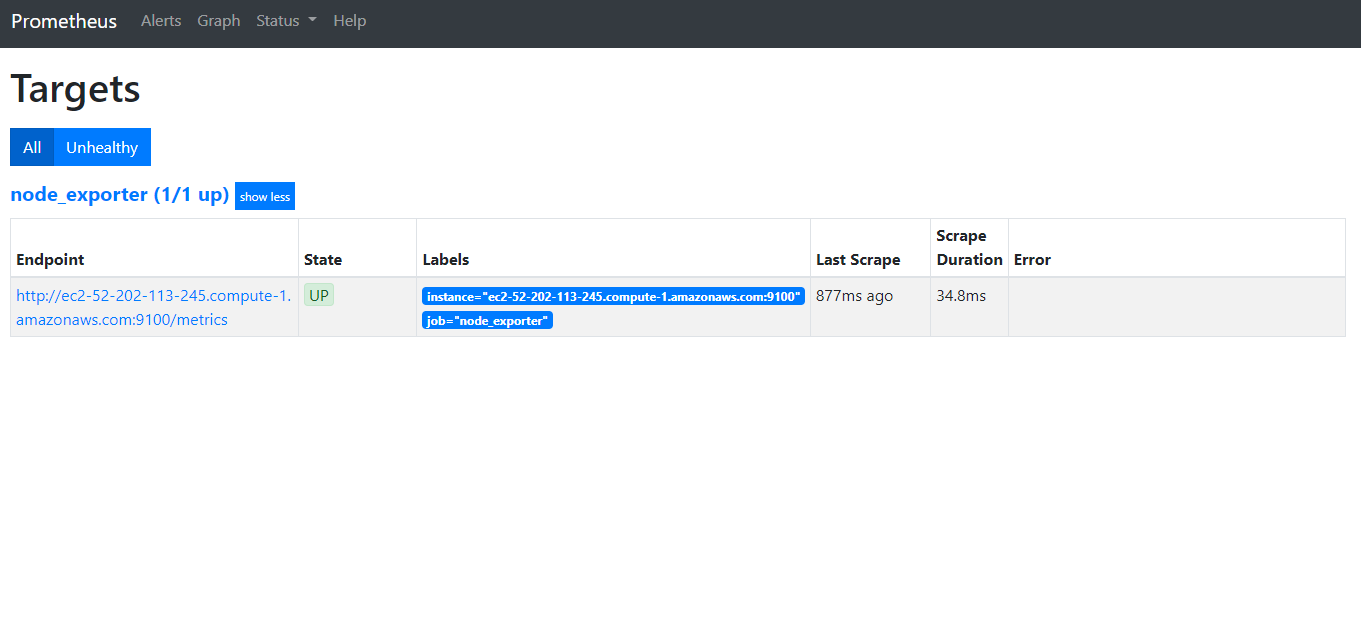 Prometheus Alerts Graph Status Help
Targets
All Unhealthy
node_exporter (1/1 up) show less
Endpoint State Labels Last Scrape Scrape Duration Error
http://ec2-52-202-113-245.compute-1.
amazonaws.com:9100/metrics
UP
instance="ec2-52-202-113-245.compute-1.amazonaws.com:9100"
job="node_exporter"
877ms ago
34.8ms